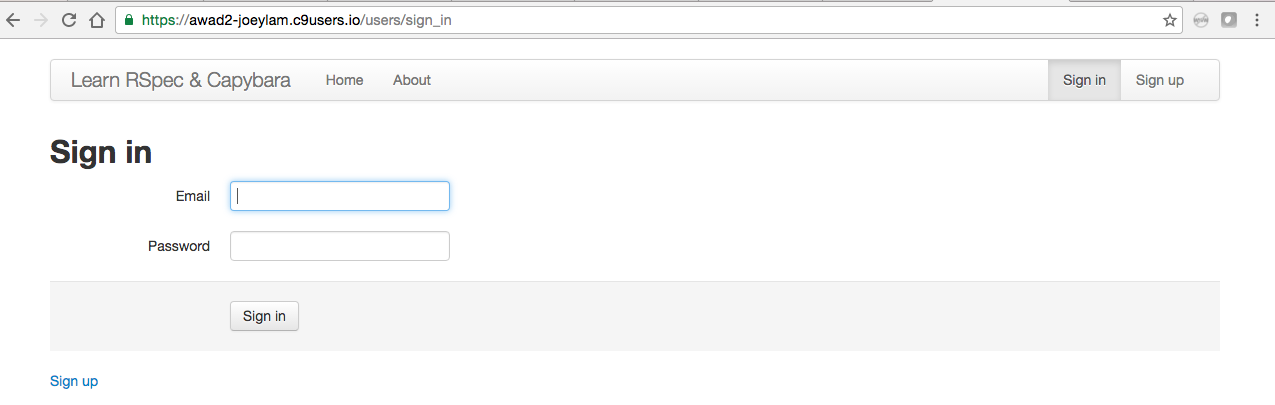 https://awad2-joeylam.c9users.io/users/sign_in
Learn RSpec & Capybara Home About Sign in Sign up
Sign in
Email
Password
Sign in
Sign up